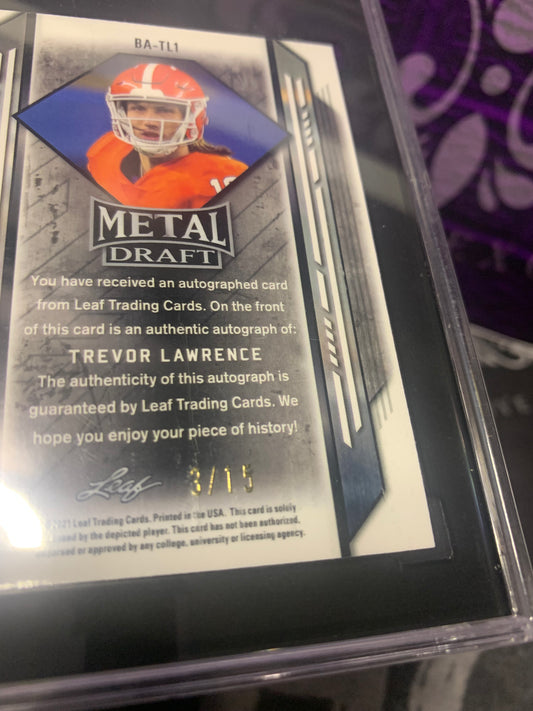 BA-TL1
METAL
DRAFT
You have received an autographed card
from Leaf Trading Cards. On the front
of this card is an authentic autograph of:
TREVOR LAWRENCE
The authenticity of this autograph is
guaranteed by Leaf Trading Cards. We
hope you enjoy your piece of history!
Leaf 3/15
Leaf Trading Cards. Printed in the USA. This card is solely
by the depicted player. This card has not been authorized,
or approved by any college, university or licensing agency.